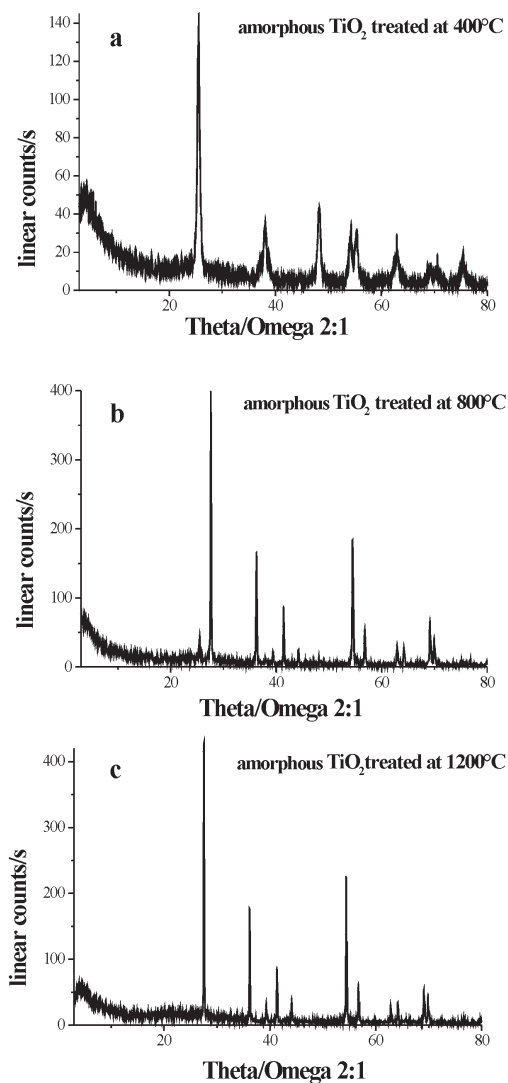 a
amorphous TiO₂ treated at 400°C
140
120
100
80
60
40
20
0
linear counts/s
20 40 60 80
Theta/Omega 2:1
b
amorphous TiO₂ treated at 800°C
400
300
200
100
0
linear counts/s
20 40 60 80
Theta/Omega 2:1
c
amorphous TiO₂treated at 1200°C
400
300
200
100
0
linear counts/s
20 40 60 80
Theta/Omega 2:1